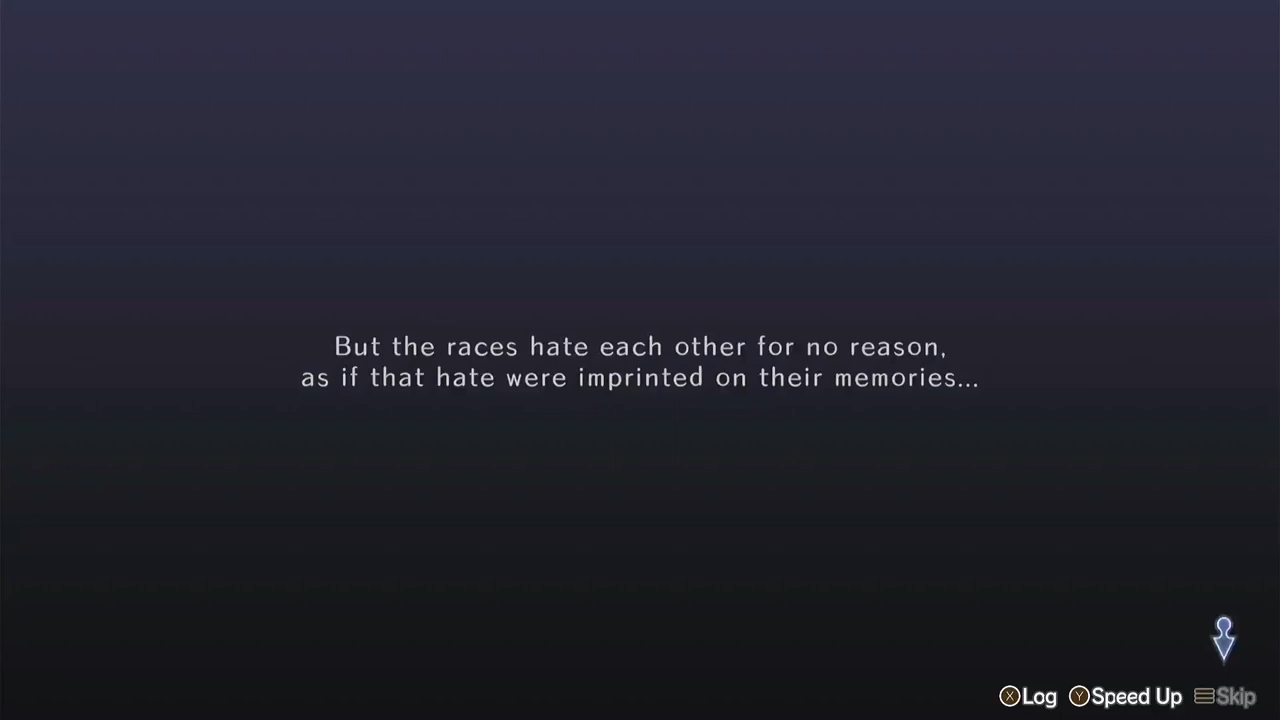 But the races hate each other for no reason,
as if that hate were imprinted on their memories...
X Log Y Speed Up Skip